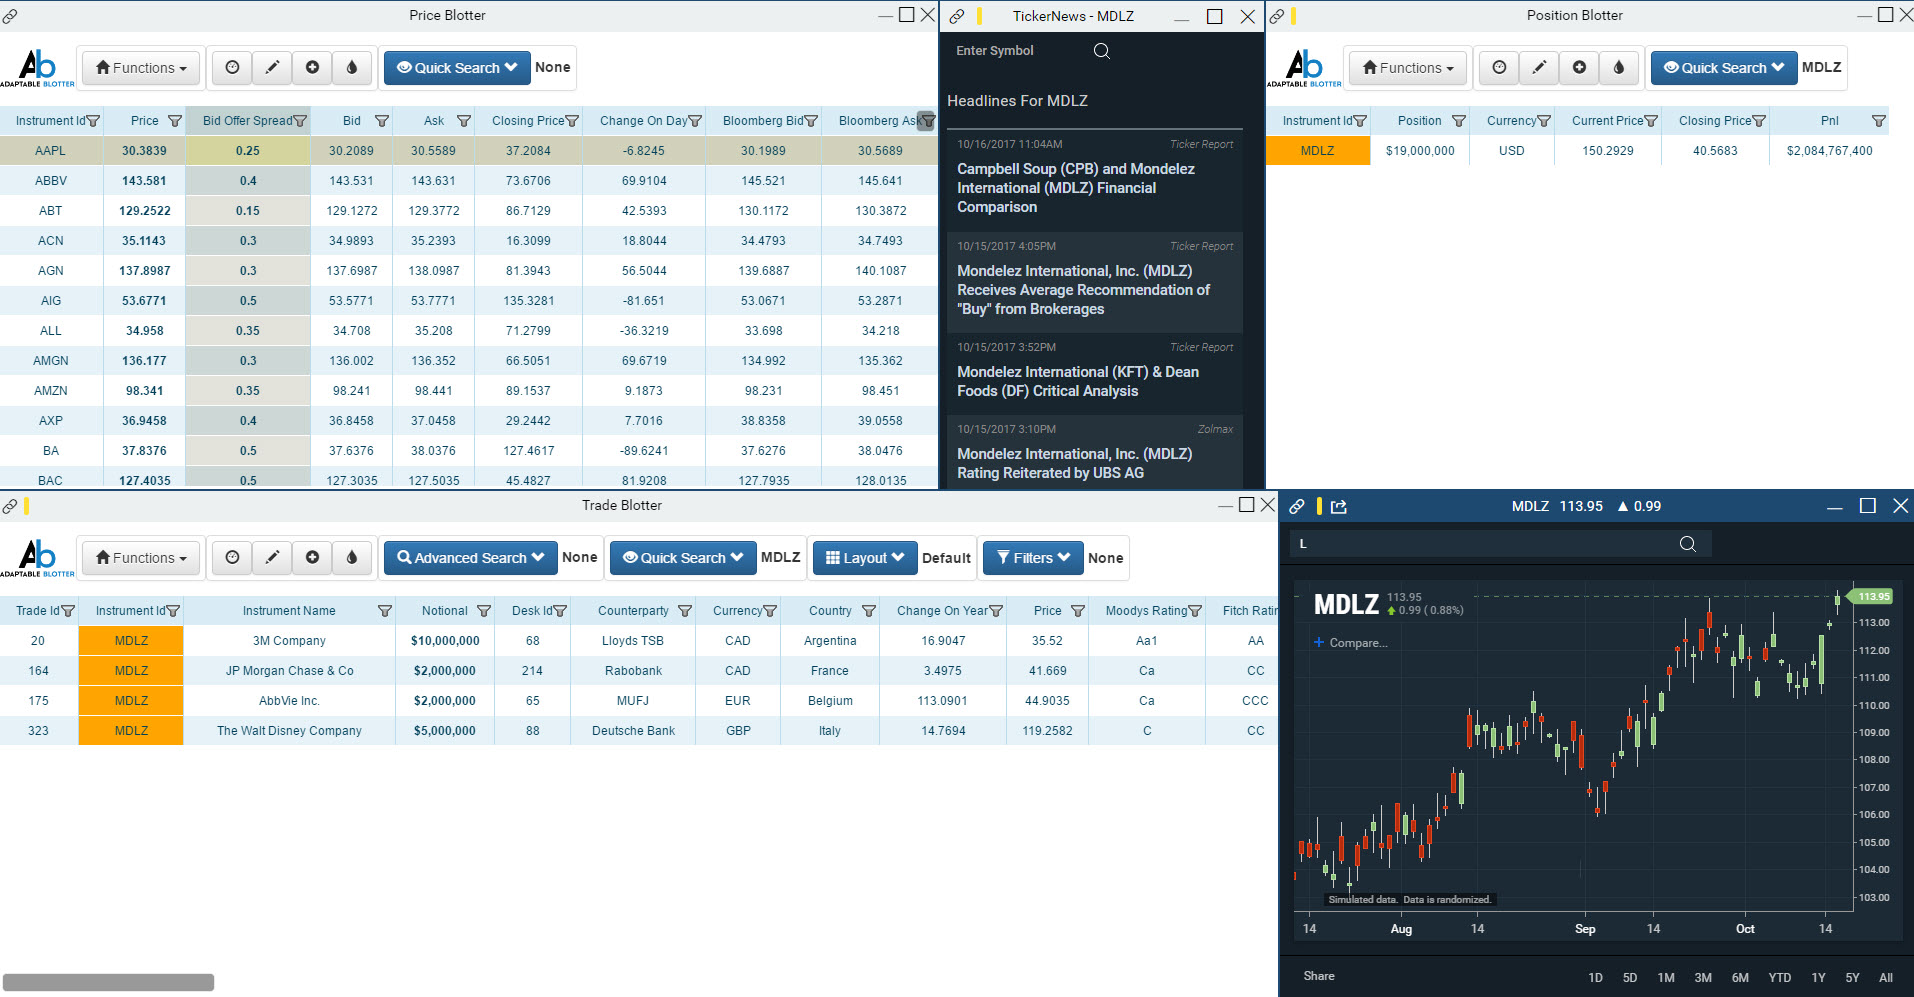 Price Blotter
Ab
ADAPTABLE BLOTTER
Functions
Quick Search
None
Instrument Id Price Bid Offer Spread Bid Ask Closing Price Change On Day Bloomberg Bid Bloomberg Ask
AAPL 30.3839 0.25 30.2089 30.5589 37.2084 -6.8245 30.1989 30.5689
ABBV 143.581 0.4 143.531 143.631 73.6706 69.9104 145.521 145.641
ABT 129.2522 0.15 129.1272 129.3772 86.7129 42.5393 130.1172 130.3872
ACN 35.1143 0.3 34.9893 35.2393 16.3099 18.8044 34.4793 34.7493
AGN 137.8987 0.3 137.6987 138.0987 81.3943 56.5044 139.6887 140.1087
AIG 53.6771 0.5 53.5771 53.7771 135.3281 -81.651 53.0671 53.2871
ALL 34.958 0.35 34.708 35.208 71.2799 -36.3219 33.698 34.218
AMGN 136.177 0.3 136.002 136.352 66.5051 69.6719 134.992 135.362
AMZN 98.341 0.35 98.241 98.441 89.1537 9.1873 98.231 98.451
AXP 36.9458 0.4 36.8458 37.0458 29.2442 7.7016 38.8358 39.0558
BA 37.8376 0.5 37.6376 38.0376 127.4617 -89.6241 37.6276 38.0476
BAC 127.4035 0.5 127.3035 127.5035 45.4827 81.9208 127.7935 128.0135
TickerNews - MDLZ
Enter Symbol
Headlines For MDLZ
10/16/2017 11:04AM Ticker Report
Campbell Soup (CPB) and Mondelez
International (MDLZ) Financial
Comparison
10/15/2017 4:05PM Ticker Report
Mondelez International, Inc. (MDLZ)
Receives Average Recommendation of
"Buy" from Brokerages
10/15/2017 3:52PM Ticker Report
Mondelez International (KFT) & Dean
Foods (DF) Critical Analysis
10/15/2017 3:10PM Zolmax
Mondelez International, Inc. (MDLZ)
Rating Reiterated by UBS AG
Position Blotter
Ab
ADAPTABLE BLOTTER
Functions
Quick Search
MDLZ
Instrument Id Position Currency Current Price Closing Price Pnl
MDLZ $19,000,000 USD 150.2929 40.5683 $2,084,767,400
Trade Blotter
Ab
ADAPTABLE BLOTTER
Functions
Advanced Search
None
Quick Search
MDLZ
Layout
Default
Filters
None
Trade Id Instrument Id Instrument Name Notional Desk Id Counterparty Currency Country Change On Year Price Moodys Rating Fitch Ratin
20 MDLZ 3M Company $10,000,000 68 Lloyds TSB CAD Argentina 16.9047 35.52 Aa1 AA
164 MDLZ JP Morgan Chase & Co $2,000,000 214 Rabobank CAD France 3.4975 41.669 Ca CC
175 MDLZ AbbVie Inc. $2,000,000 65 MUFJ EUR Belgium 113.0901 44.9035 Ca CCC
323 MDLZ The Walt Disney Company $5,000,000 88 Deutsche Bank GBP Italy 14.7694 119.2582 C CC
MDLZ 113.95 ▲ 0.99
L
MDLZ
113.95
0.99 ( 0.88%)
+ Compare...
113.95
113.00
112.00
111.00
110.00
109.00
108.00
107.00
106.00
105.00
104.00
103.00
Simulated data. Data is randomized.
14 Aug 14 Sep 14 Oct 14
Share
1D 5D 1M 3M 6M YTD 1Y 5Y All